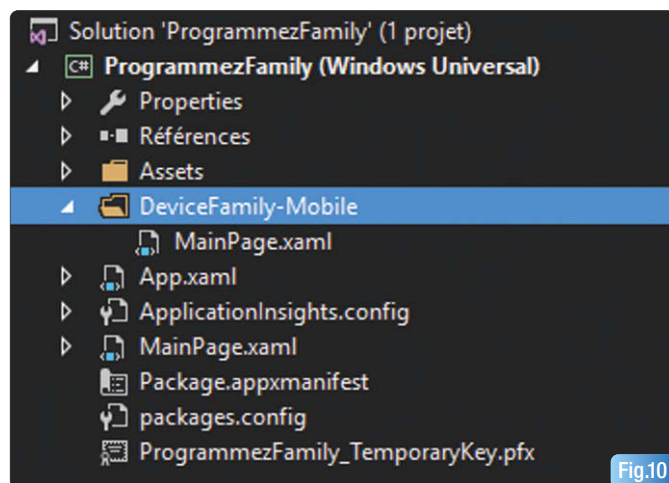 Solution 'ProgrammezFamily' (1 projet)
C# ProgrammezFamily (Windows Universal)
Properties
Références
Assets
DeviceFamily-Mobile
MainPage.xaml
App.xaml
ApplicationInsights.config
MainPage.xaml
Package.appxmanifest
packages.config
ProgrammezFamily_TemporaryKey.pfx
Fig.10